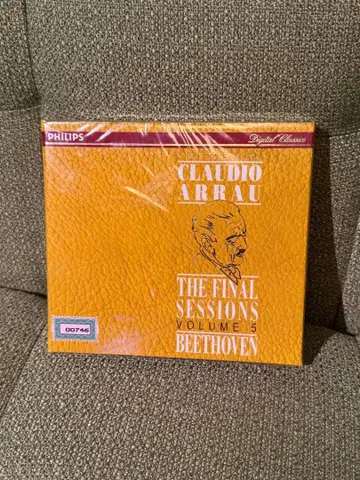 PHILIPS
Digital Classics
CLAUDIO
ARRAU
THE FINAL
SESSIONS
VOLUME 5
BEETHOVEN
00746